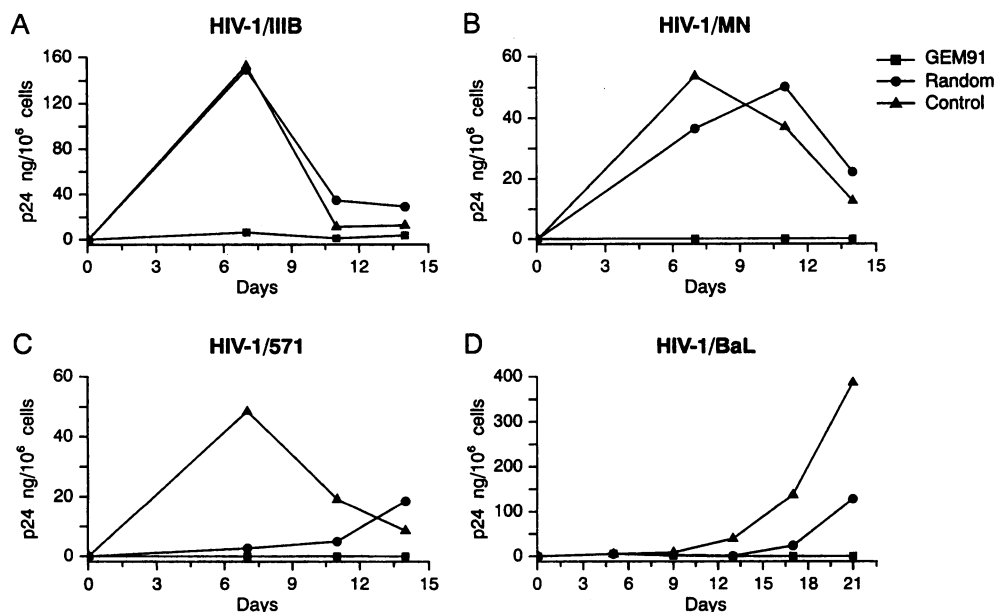 A
HIV-1/IIIB
p24 ng/10⁶ cells
160
120
80
40
0
0 3 6 9 12 15
Days
B
HIV-1/MN
p24 ng/10⁶ cells
60
40
20
0
0 3 6 9 12 15
Days
GEM91
Random
Control
C
HIV-1/571
p24 ng/10⁶ cells
60
40
20
0
0 3 6 9 12 15
Days
D
HIV-1/BaL
p24 ng/10⁶ cells
400
300
200
100
0
0 3 6 9 12 15 18 21
Days